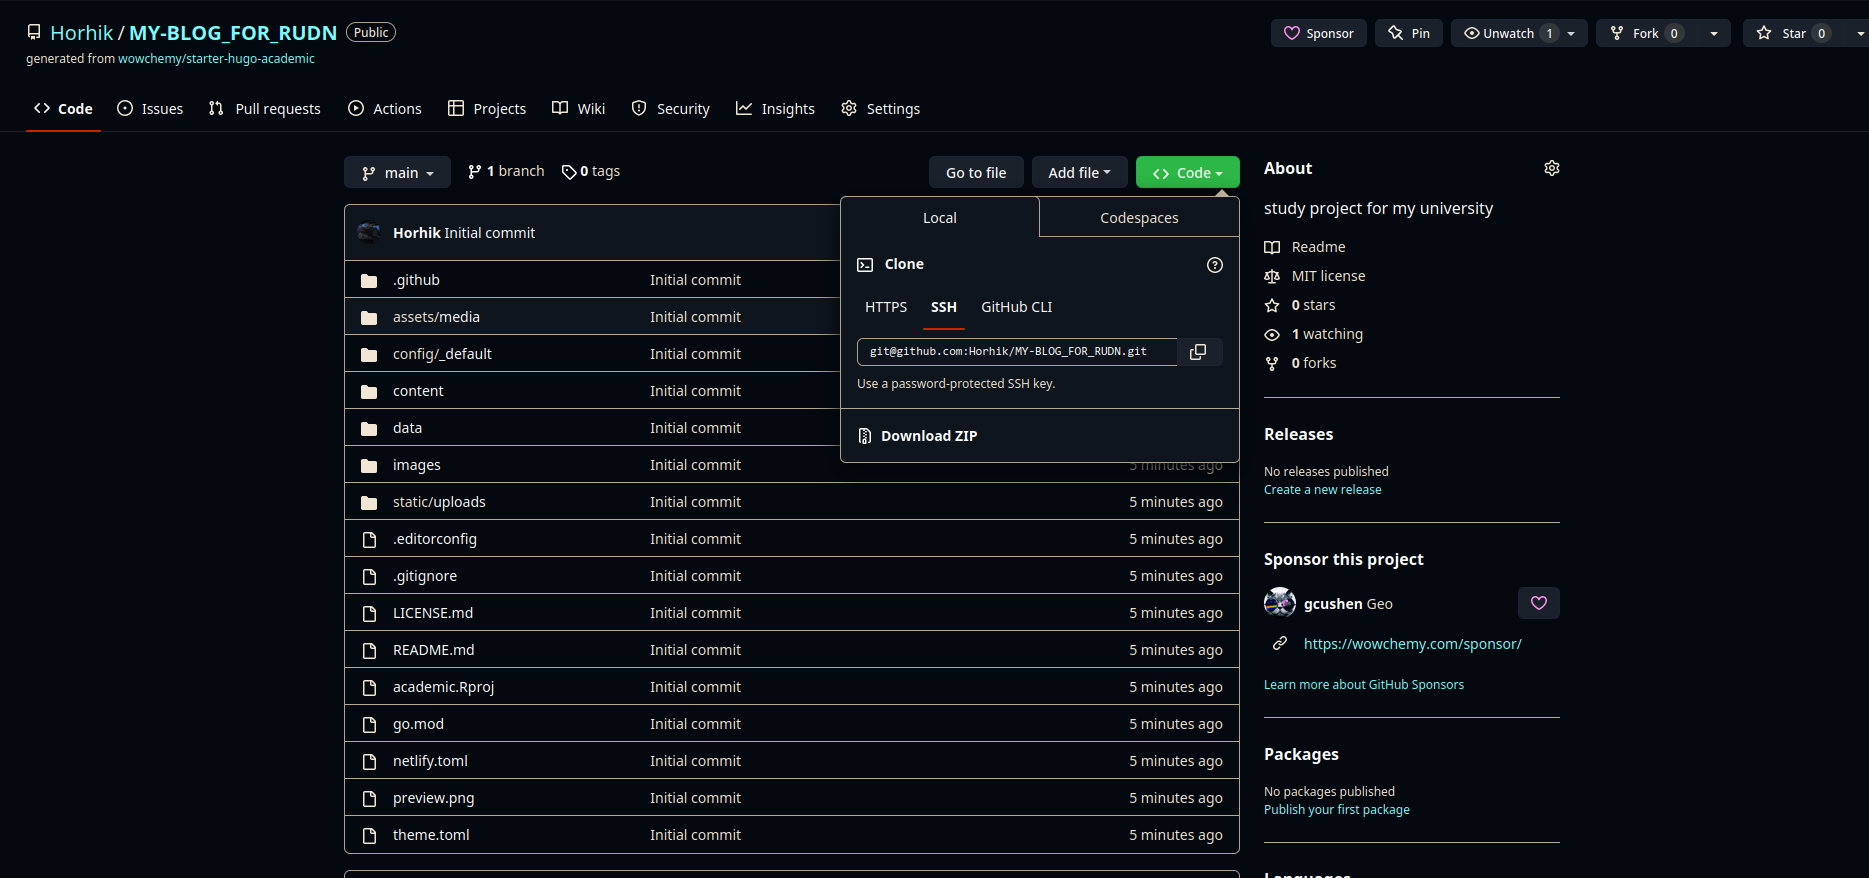 Horhik / MY-BLOG_FOR_RUDN Public
generated from wowchemy/starter-hugo-academic
Sponsor Pin Unwatch 1 Fork 0 Star 0
Code Issues Pull requests Actions Projects Wiki Security Insights Settings
main 1 branch 0 tags Go to file Add file Code
Horhik Initial commit
.github Initial commit
assets/media Initial commit
config/_default Initial commit
content Initial commit
data Initial commit
images Initial commit 5 minutes ago
static/uploads Initial commit 5 minutes ago
.editorconfig Initial commit 5 minutes ago
.gitignore Initial commit 5 minutes ago
LICENSE.md Initial commit 5 minutes ago
README.md Initial commit 5 minutes ago
academic.Rproj Initial commit 5 minutes ago
go.mod Initial commit 5 minutes ago
netlify.toml Initial commit 5 minutes ago
preview.png Initial commit 5 minutes ago
theme.toml Initial commit 5 minutes ago
Local Codespaces
Clone
HTTPS SSH GitHub CLI
git@github.com:Horhik/MY-BLOG_FOR_RUDN.git
Use a password-protected SSH key.
Download ZIP
About
study project for my university
Readme
MIT license
0 stars
1 watching
0 forks
Releases
No releases published
Create a new release
Sponsor this project
gcushen Geo
https://wowchemy.com/sponsor/
Learn more about GitHub Sponsors
Packages
No packages published
Publish your first package
Languages